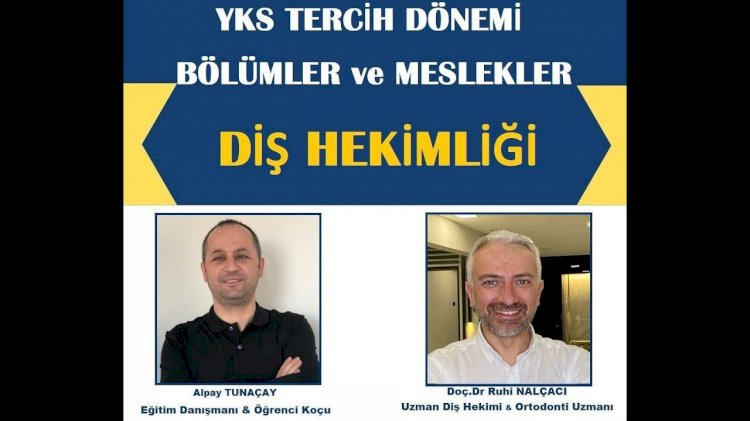 YKS TERCİH DÖNEMİ
BÖLÜMLER ve MESLEKLER
DİŞ HEKİMLİĞİ
Alpay TUNAÇAY
Eğitim Danışmanı & Öğrenci Koçu
Doç.Dr Ruhi NALÇACI
Uzman Diş Hekimi & Ortodonti Uzmanı